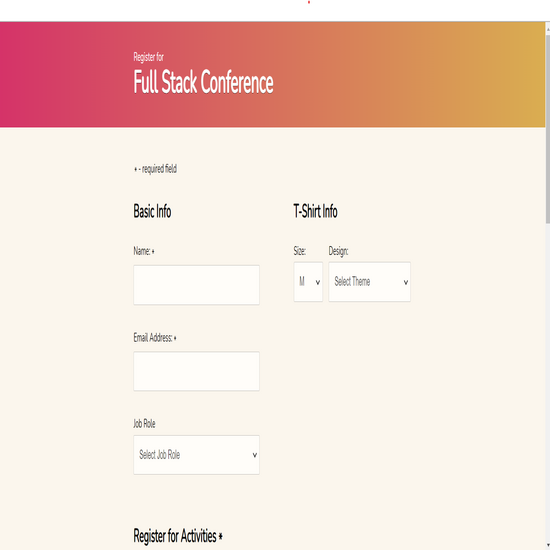 Register for
Full Stack Conference
* - required field
Basic Info
Name: *
Email Address: *
Job Role
Select Job Role
T-Shirt Info
Size: Design:
M Select Theme
Register for Activities *